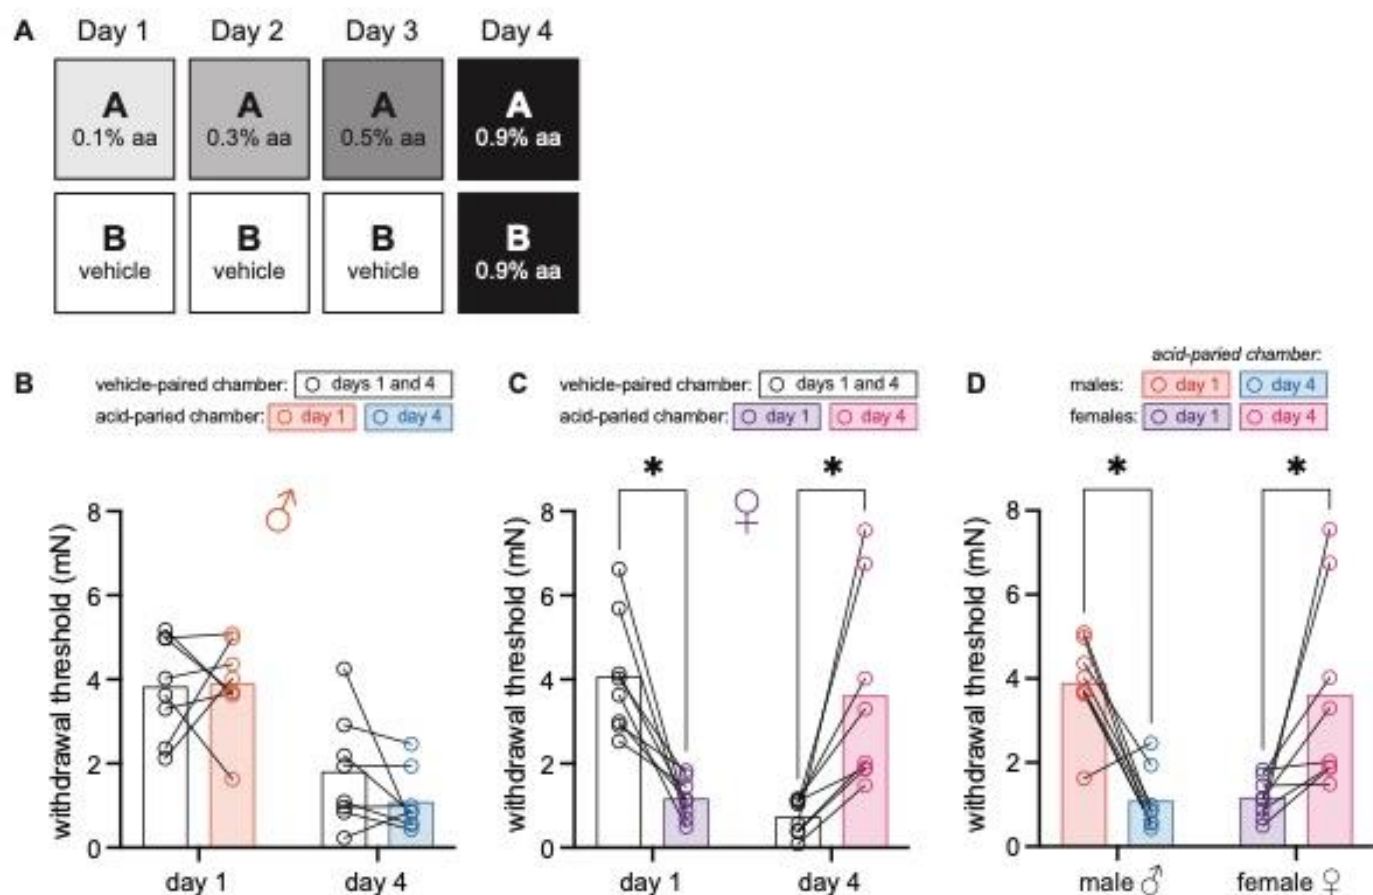 A Day 1 Day 2 Day 3 Day 4
A A A A
0.1% aa 0.3% aa 0.5% aa 0.9% aa
B B B B
vehicle vehicle vehicle 0.9% aa
B
vehicle-paired chamber: days 1 and 4
acid-paried chamber: day 1 day 4
♂
withdrawal threshold (mN)
8
6
4
2
0
day 1 day 4
C
vehicle-paired chamber: days 1 and 4
acid-paried chamber: day 1 day 4
* *
♀
withdrawal threshold (mN)
8
6
4
2
0
day 1 day 4
D
acid-paried chamber:
males: day 1 day 4
females: day 1 day 4
* *
withdrawal threshold (mN)
8
6
4
2
0
male ♂ female ♀